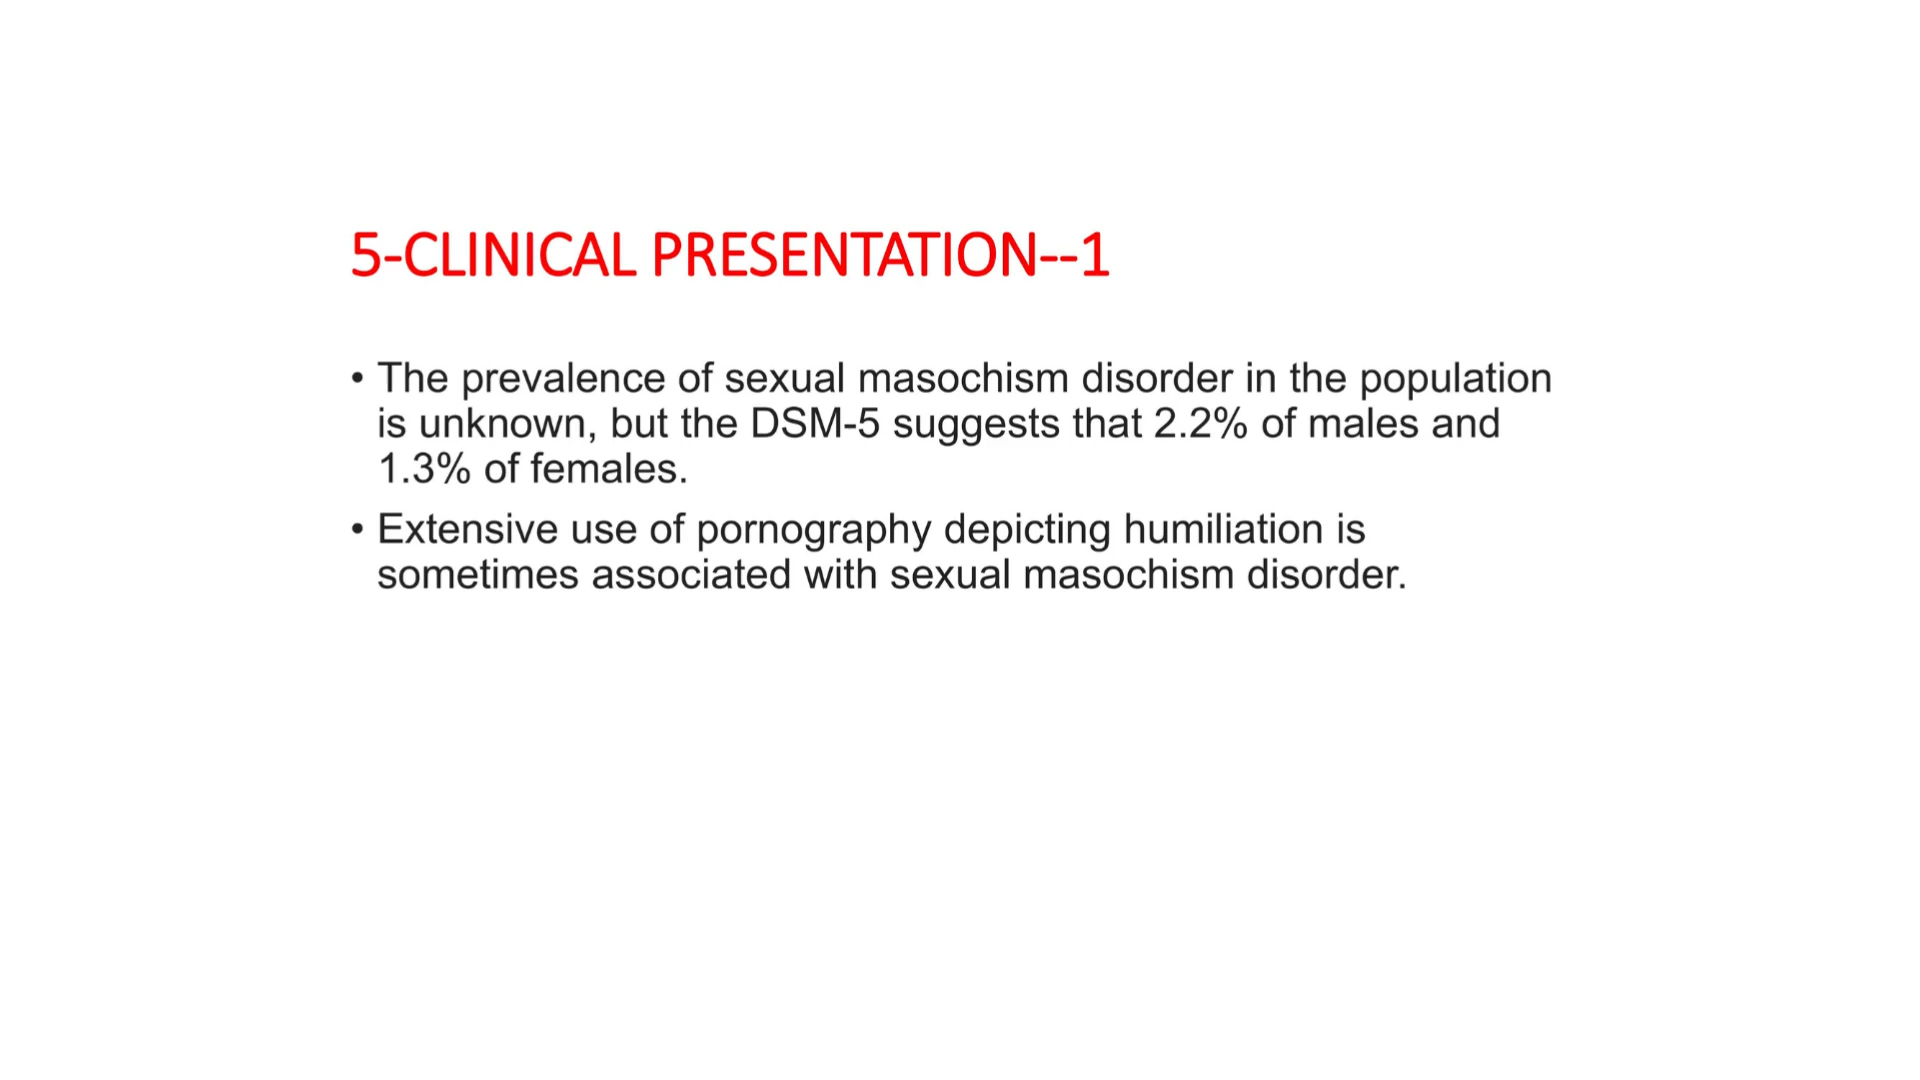 5-CLINICAL PRESENTATION--1
• The prevalence of sexual masochism disorder in the population
is unknown, but the DSM-5 suggests that 2.2% of males and
1.3% of females.
• Extensive use of pornography depicting humiliation is
sometimes associated with sexual masochism disorder.